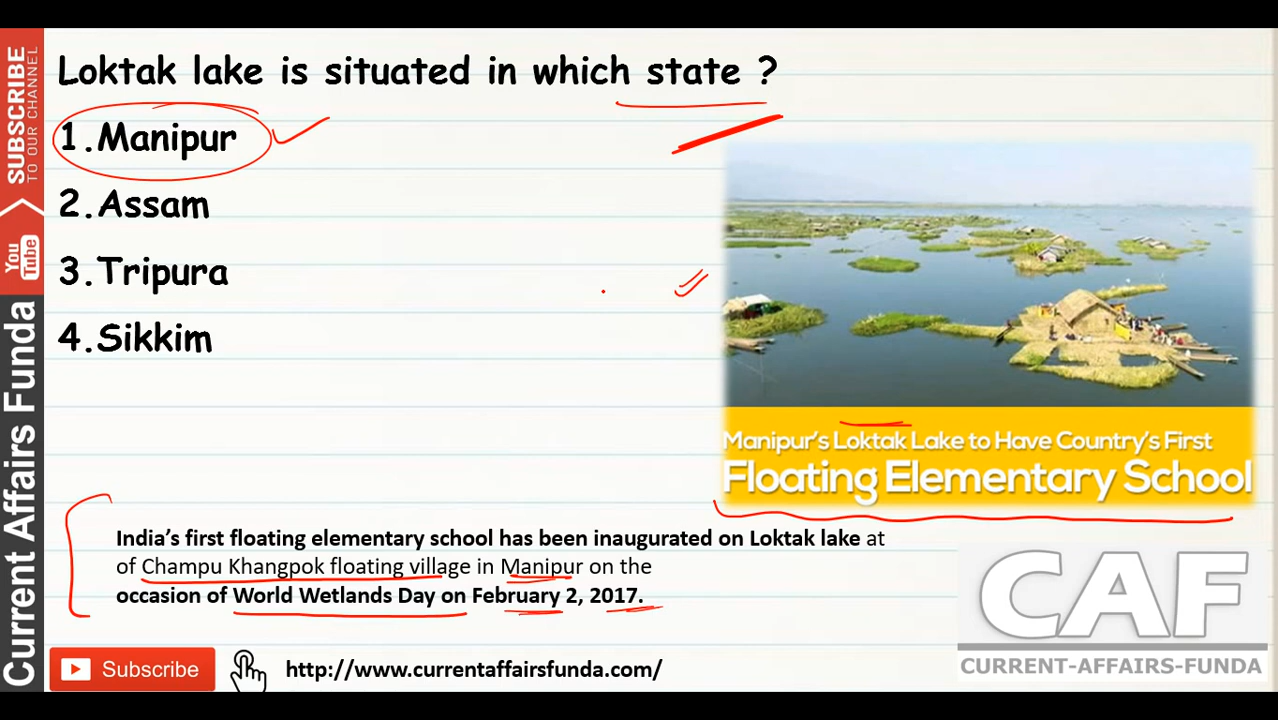 Loktak lake is situated in which state ?
1.Manipur
2.Assam
3.Tripura
4.Sikkim
Manipur's Loktak Lake to Have Country's First
Floating Elementary School
India's first floating elementary school has been inaugurated on Loktak lake at
of Champu Khangpok floating village in Manipur on the
occasion of World Wetlands Day on February 2, 2017.
Subscribe
http://www.currentaffairsfunda.com/
CAF
CURRENT-AFFAIRS-FUNDA
SUBSCRIBE
TO OUR CHANNEL
You
Tube
Current Affairs Funda